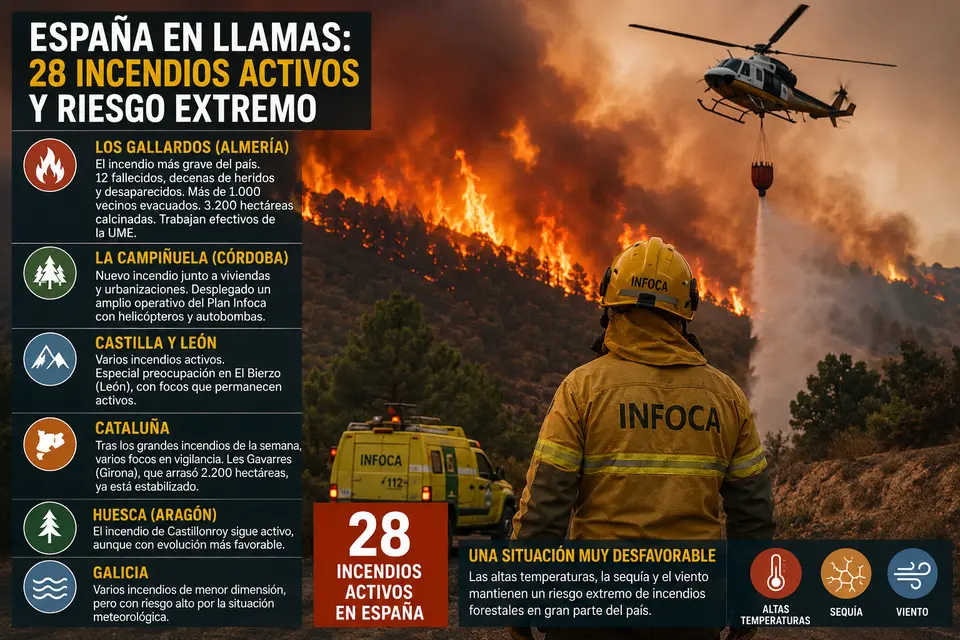 ESPAÑA EN LLAMAS:
28 INCENDIOS ACTIVOS
Y RIESGO EXTREMO
LOS GALLARDOS (ALMERÍA)
El incendio más grave del país.
12 fallecidos, decenas de heridos
y desaparecidos. Más de 1.000
vecinos evacuados. 3.200 hectáreas
calcinadas. Trabajan efectivos de
la UME.
LA CAMPIÑUELA (CÓRDOBA)
Nuevo incendio junto a viviendas
y urbanizaciones. Desplegado un
amplio operativo del Plan Infoca
con helicópteros y autobombas.
CASTILLA Y LEÓN
Varios incendios activos.
Especial preocupación en El Bierzo
(León), con focos que permanecen
activos.
CATALUÑA
Tras los grandes incendios de la semana,
varios focos en vigilancia. Les Gavarres
(Girona), que arrasó 2.200 hectáreas,
ya está estabilizado.
HUESCA (ARAGÓN)
El incendio de Castillonroy sigue activo,
aunque con evolución más favorable.
GALICIA
Varios incendios de menor dimensión,
pero con riesgo alto por la situación
meteorológica.
INFOCA
INFOCA
INFOCA
112
28
INCENDIOS
ACTIVOS
EN ESPAÑA
UNA SITUACIÓN MUY DESFAVORABLE
Las altas temperaturas, la sequía y el viento
mantienen un riesgo extremo de incendios
forestales en gran parte del país.
ALTAS
TEMPERATURAS
SEQUÍA
VIENTO